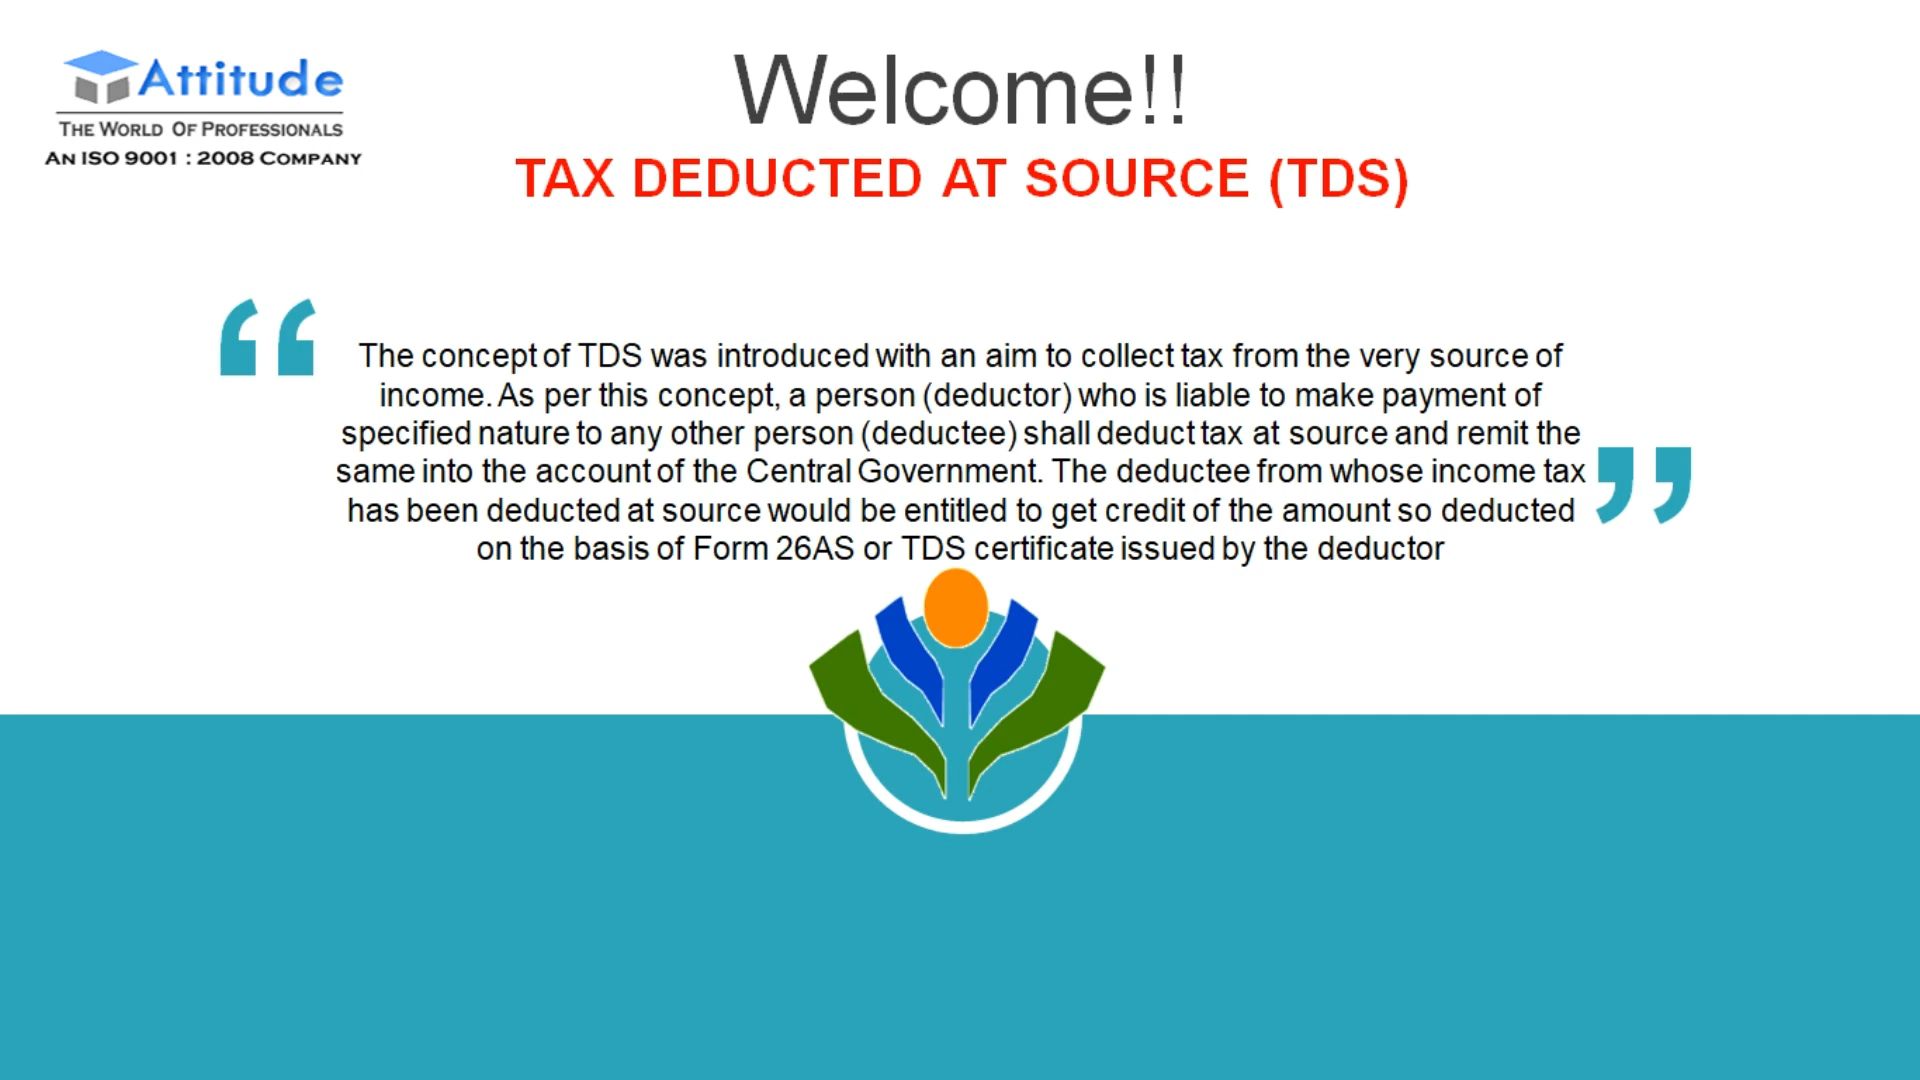 Attitude
THE WORLD OF PROFESSIONALS
AN ISO 9001 : 2008 COMPANY
Welcome!!
TAX DEDUCTED AT SOURCE (TDS)
“
The concept of TDS was introduced with an aim to collect tax from the very source of
income. As per this concept, a person (deductor) who is liable to make payment of
specified nature to any other person (deductee) shall deduct tax at source and remit the
same into the account of the Central Government. The deductee from whose income tax
has been deducted at source would be entitled to get credit of the amount so deducted
on the basis of Form 26AS or TDS certificate issued by the deductor
”